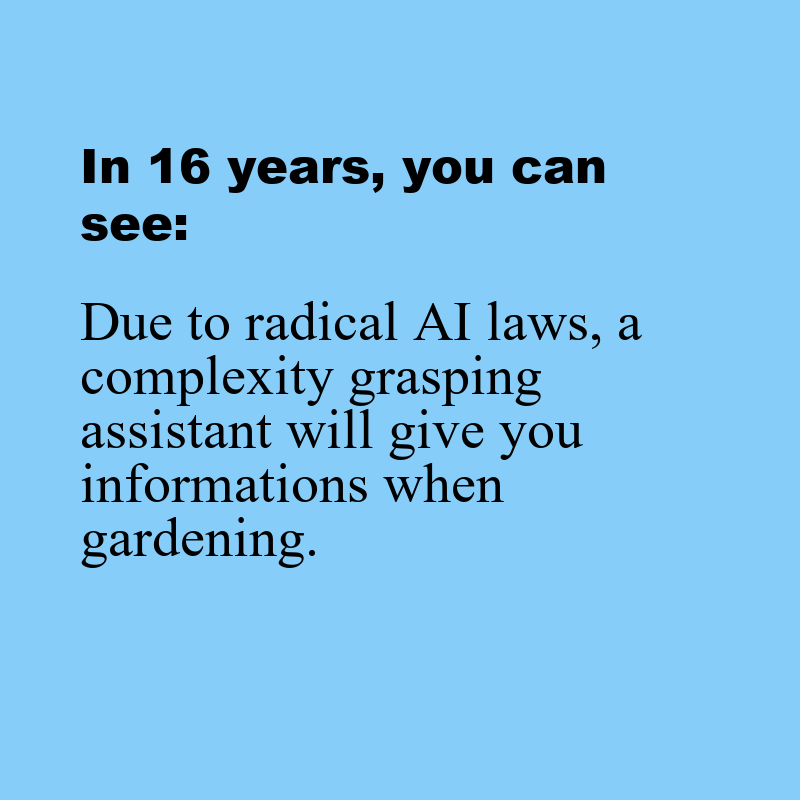 In 16 years, you can
see:
Due to radical AI laws, a
complexity grasping
assistant will give you
informations when
gardening.